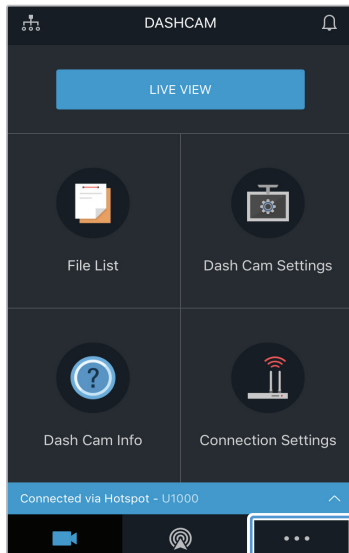 DASHCAM
LIVE VIEW
File List
Dash Cam Settings
?
Dash Cam Info
Connection Settings
Connected via Hotspot - U1000